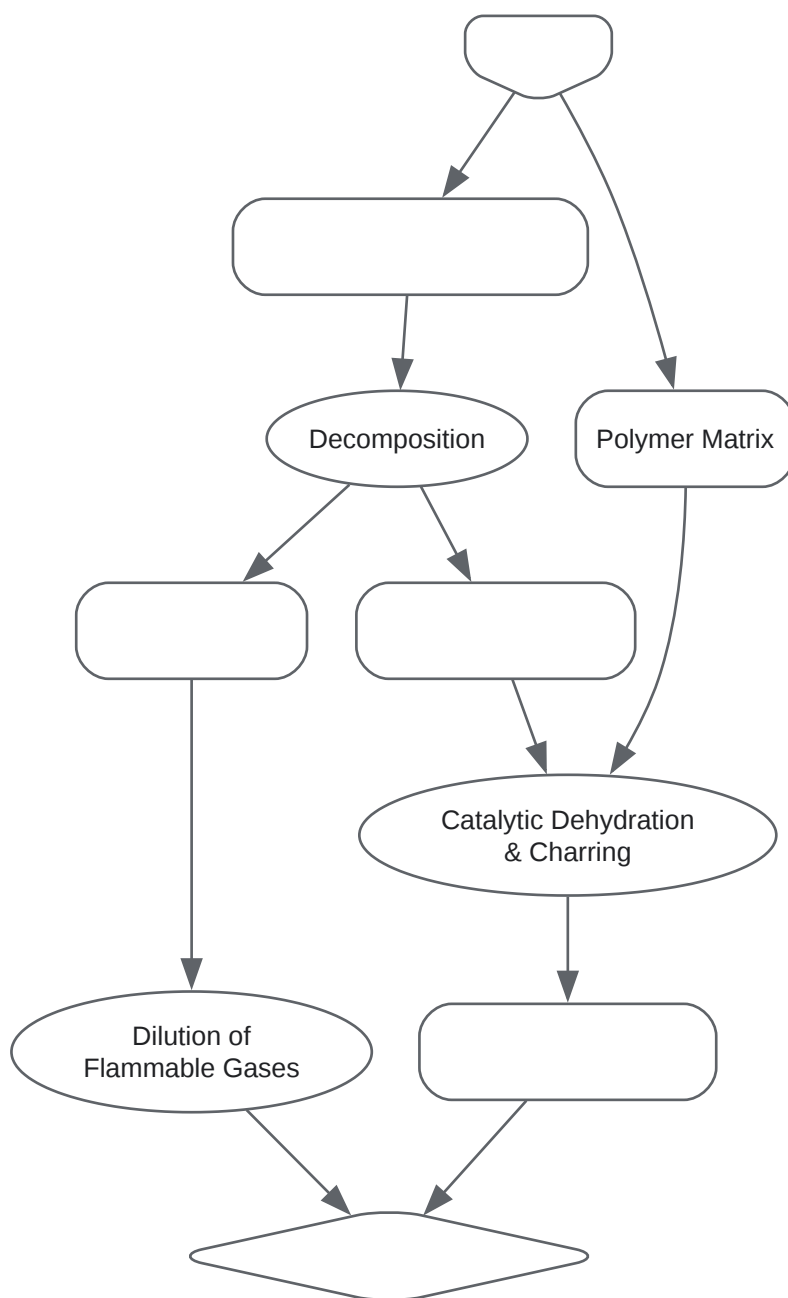 Decomposition
Polymer Matrix
Catalytic Dehydration
& Charring
Dilution of
Flammable Gases